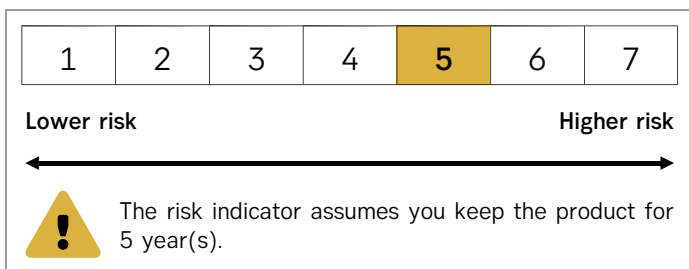 1 2 3 4 5 6 7
Lower risk Higher risk
The risk indicator assumes you keep the product for
5 year(s).